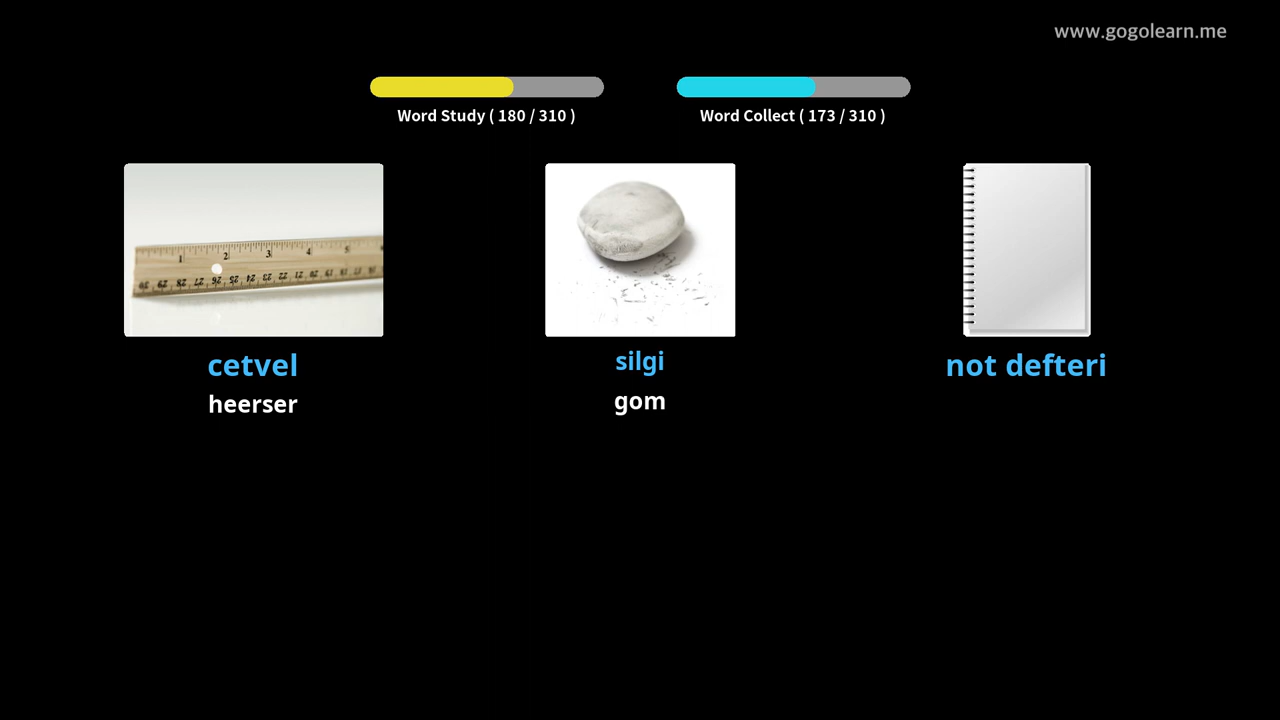 www.gogolearn.me
Word Study ( 180 / 310 )
Word Collect ( 173 / 310 )
cetvel
heerser
silgi
gom
not defteri